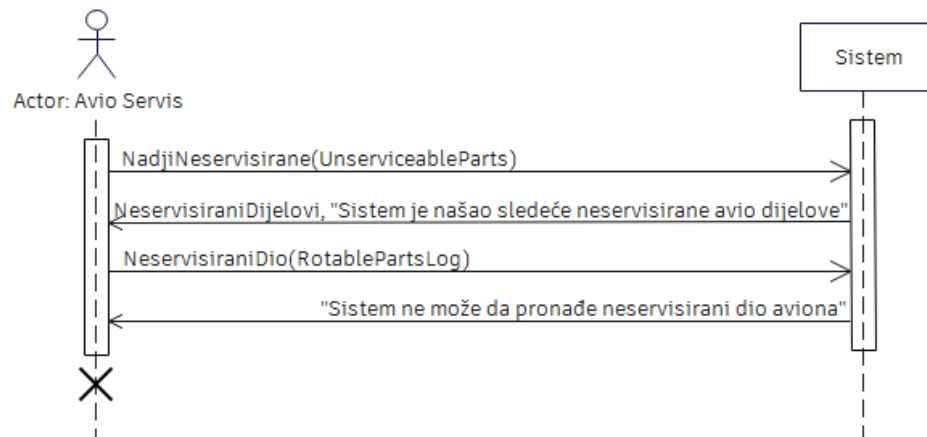 Sistem
Actor: Avio Servis
NadjiNeservisirane(UnserviceableParts)
NeservisiraniDijelovi, "Sistem je našao sledeće neservisirane avio dijelove"
NeservisiraniDio(RotablePartsLog)
"Sistem ne može da pronađe neservisirani dio aviona"